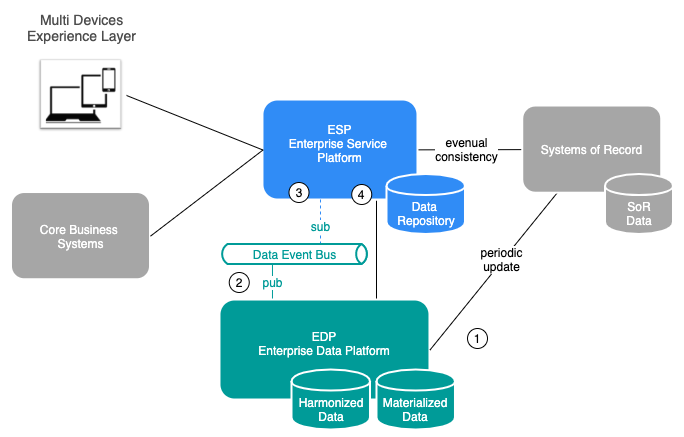 Multi Devices
Experience Layer
ESP
Enterprise Service
Platform
3
4
Data
Repository
evenual
consistency
Systems of Record
SoR
Data
Core Business
Systems
sub
Data Event Bus
2
pub
periodic
update
1
EDP
Enterprise Data Platform
Harmonized
Data
Materialized
Data